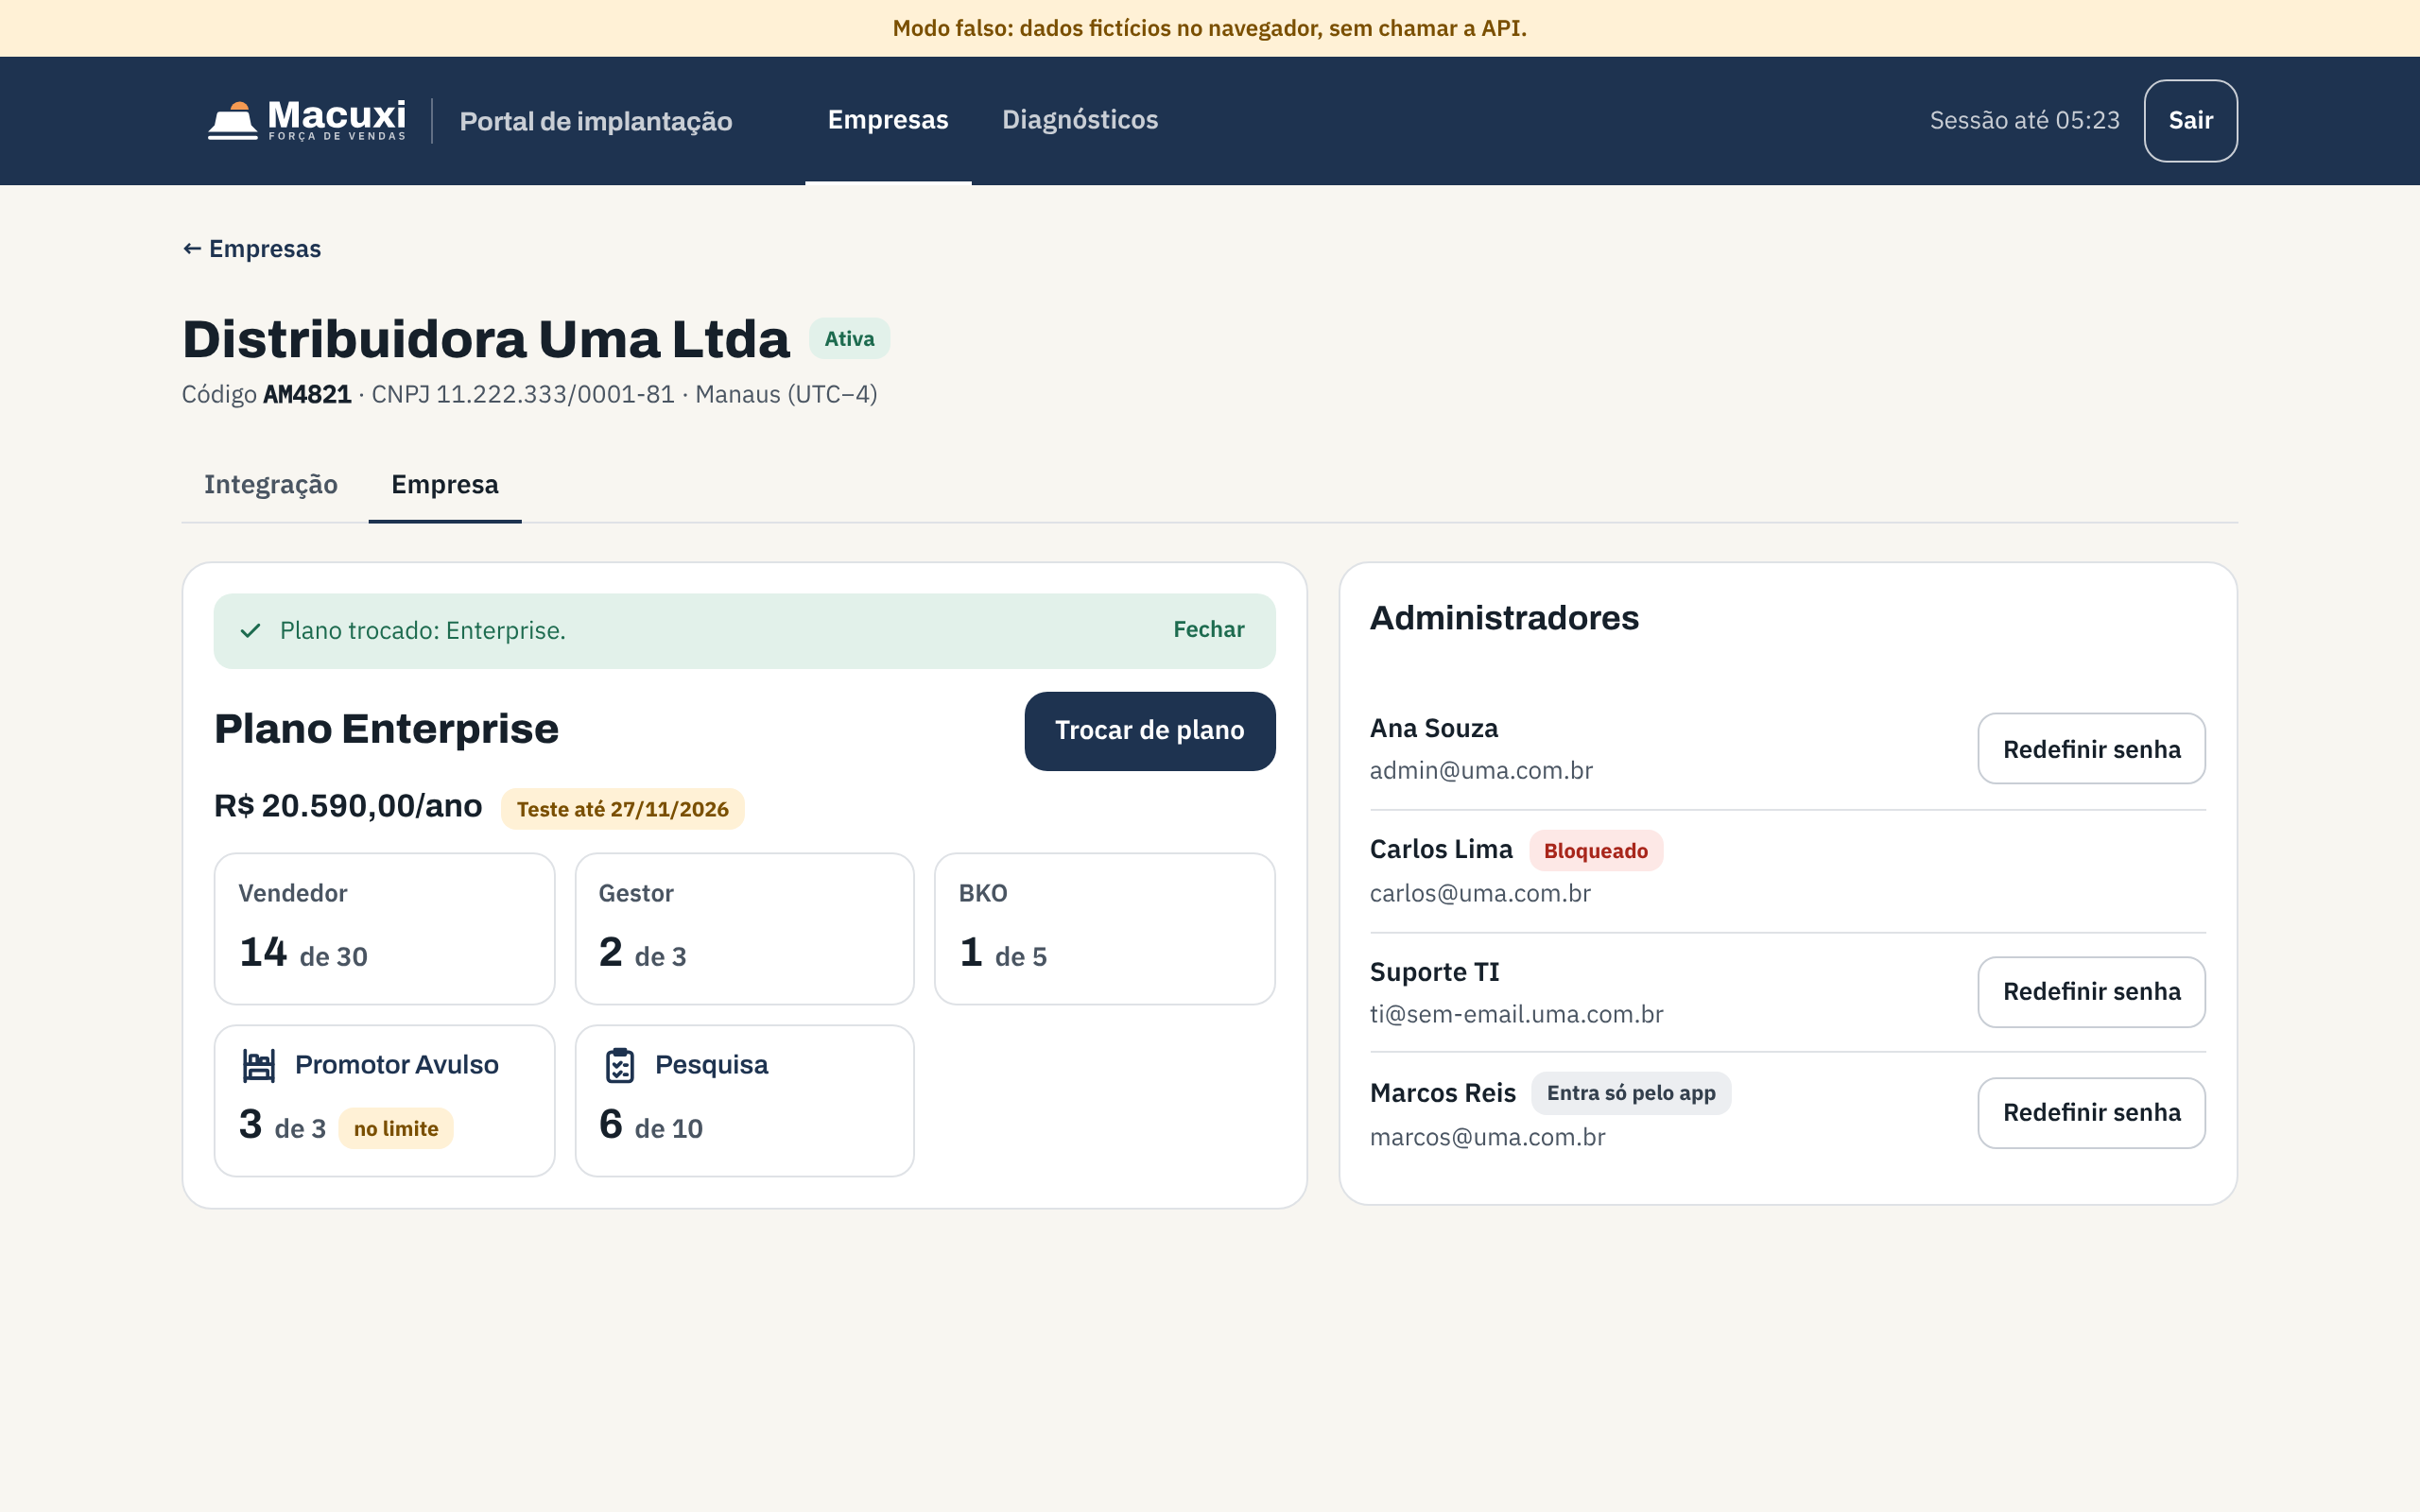 Modo falso: dados fictícios no navegador, sem chamar a API.
Macuxi
FORÇA DE VENDAS
Portal de implantação
Empresas
Diagnósticos
Sessão até 05:23
Sair
← Empresas
Distribuidora Uma Ltda
Ativa
Código AM4821 · CNPJ 11.222.333/0001-81 · Manaus (UTC−4)
Integração
Empresa
Plano trocado: Enterprise.
Fechar
Plano Enterprise
Trocar de plano
R$ 20.590,00/ano
Teste até 27/11/2026
Vendedor
14 de 30
Gestor
2 de 3
BKO
1 de 5
Promotor Avulso
3 de 3 no limite
Pesquisa
6 de 10
Administradores
Ana Souza
admin@uma.com.br
Redefinir senha
Carlos Lima Bloqueado
carlos@uma.com.br
Suporte TI
ti@sem-email.uma.com.br
Redefinir senha
Marcos Reis Entra só pelo app
marcos@uma.com.br
Redefinir senha